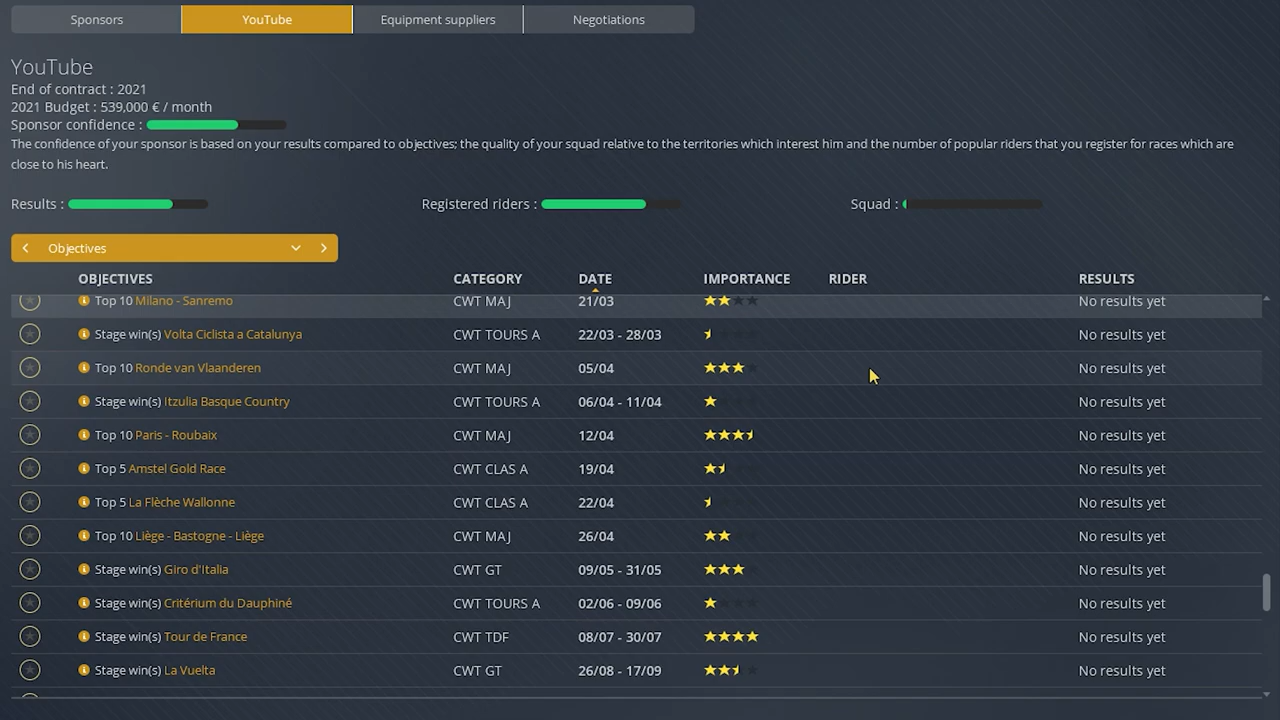 Sponsors YouTube Equipment suppliers Negotiations
YouTube
End of contract : 2021
2021 Budget : 539,000 € / month
Sponsor confidence :
The confidence of your sponsor is based on your results compared to objectives; the quality of your squad relative to the territories which interest him and the number of popular riders that you register for races which are
close to his heart.
Results : Registered riders : Squad :
Objectives
OBJECTIVES CATEGORY DATE IMPORTANCE RIDER RESULTS
Top 10 Milano - Sanremo CWT MAJ 21/03 No results yet
Stage win(s) Volta Ciclista a Catalunya CWT TOURS A 22/03 - 28/03 No results yet
Top 10 Ronde van Vlaanderen CWT MAJ 05/04 No results yet
Stage win(s) Itzulia Basque Country CWT TOURS A 06/04 - 11/04 No results yet
Top 10 Paris - Roubaix CWT MAJ 12/04 No results yet
Top 5 Amstel Gold Race CWT CLAS A 19/04 No results yet
Top 5 La Flèche Wallonne CWT CLAS A 22/04 No results yet
Top 10 Liège - Bastogne - Liège CWT MAJ 26/04 No results yet
Stage win(s) Giro d'Italia CWT GT 09/05 - 31/05 No results yet
Stage win(s) Critérium du Dauphiné CWT TOURS A 02/06 - 09/06 No results yet
Stage win(s) Tour de France CWT TDF 08/07 - 30/07 No results yet
Stage win(s) La Vuelta CWT GT 26/08 - 17/09 No results yet